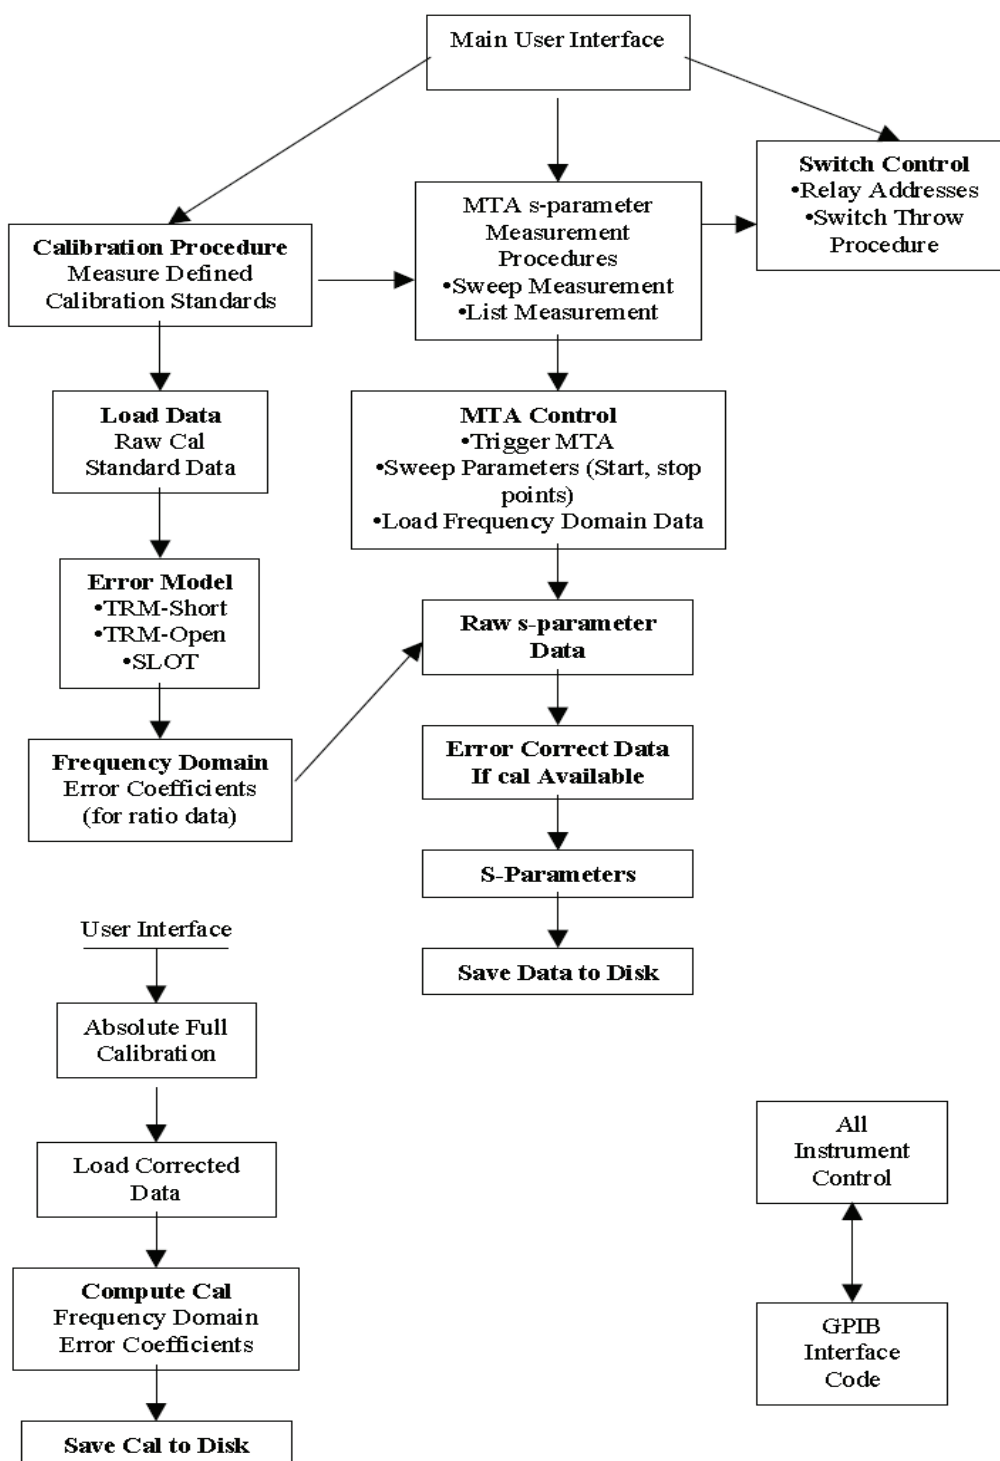 Main User Interface
Switch Control
•Relay Addresses
•Switch Throw
Procedure
MTA s-parameter
Measurement
Procedures
•Sweep Measurement
•List Measurement
Calibration Procedure
Measure Defined
Calibration Standards
Load Data
Raw Cal
Standard Data
MTA Control
•Trigger MTA
•Sweep Parameters (Start, stop
points)
•Load Frequency Domain Data
Error Model
•TRM-Short
•TRM-Open
•SLOT
Raw s-parameter
Data
Frequency Domain
Error Coefficients
(for ratio data)
Error Correct Data
If cal Available
S-Parameters
Save Data to Disk
User Interface
Absolute Full
Calibration
Load Corrected
Data
Compute Cal
Frequency Domain
Error Coefficients
Save Cal to Disk
All
Instrument
Control
GPIB
Interface
Code